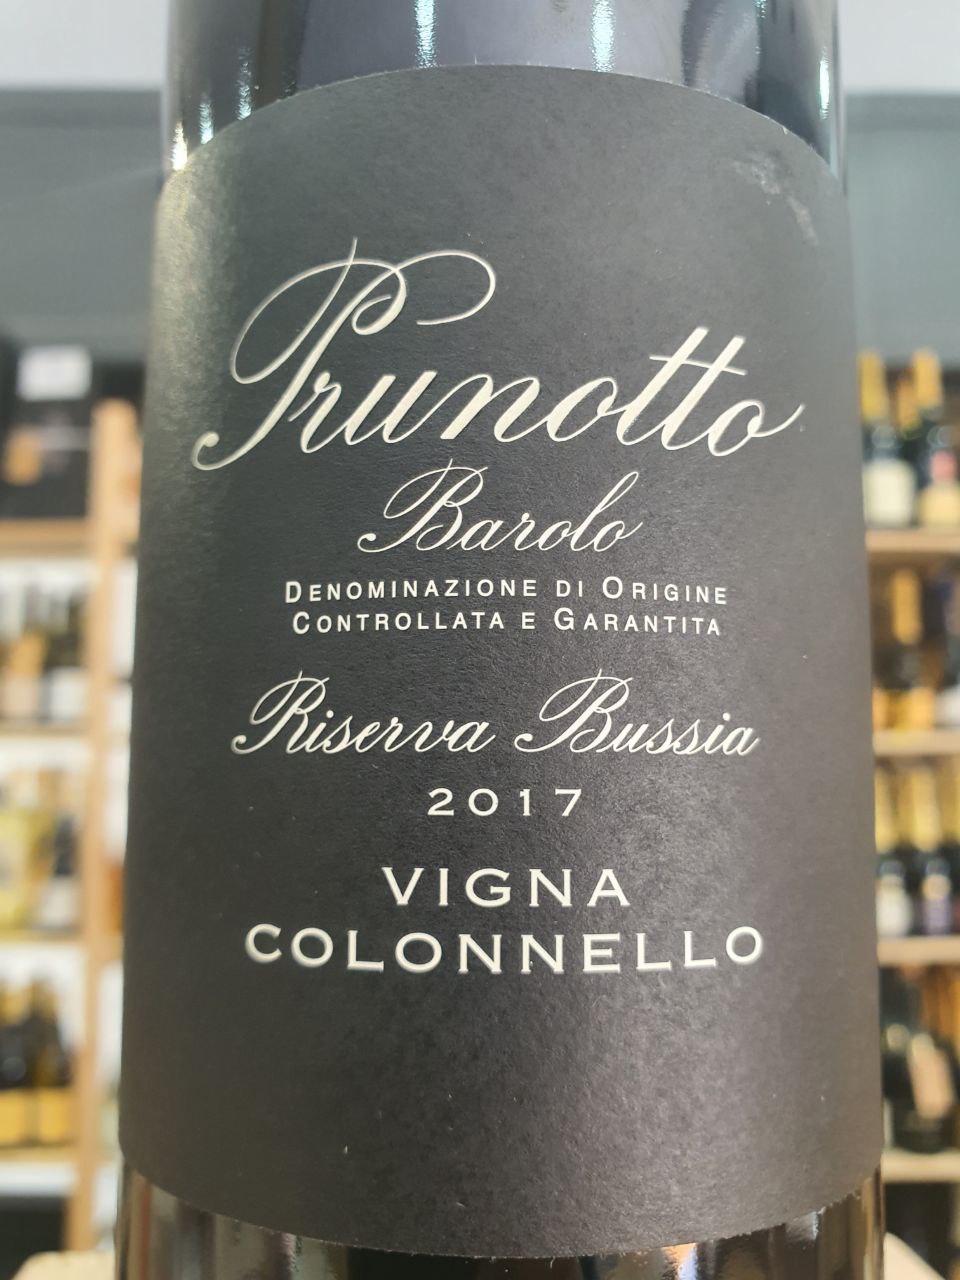 Prunotto
Barolo
DENOMINAZIONE DI ORIGINE
CONTROLLATA E GARANTITA
Riserva Bussia
2017
VIGNA
COLONNELLO